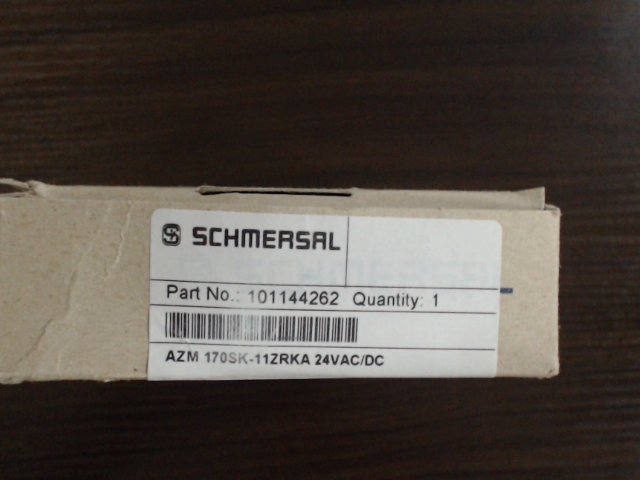 SCHMERSAL
Part No.: 101144262 Quantity: 1
AZM 170SK-11ZRKA 24VAC/DC